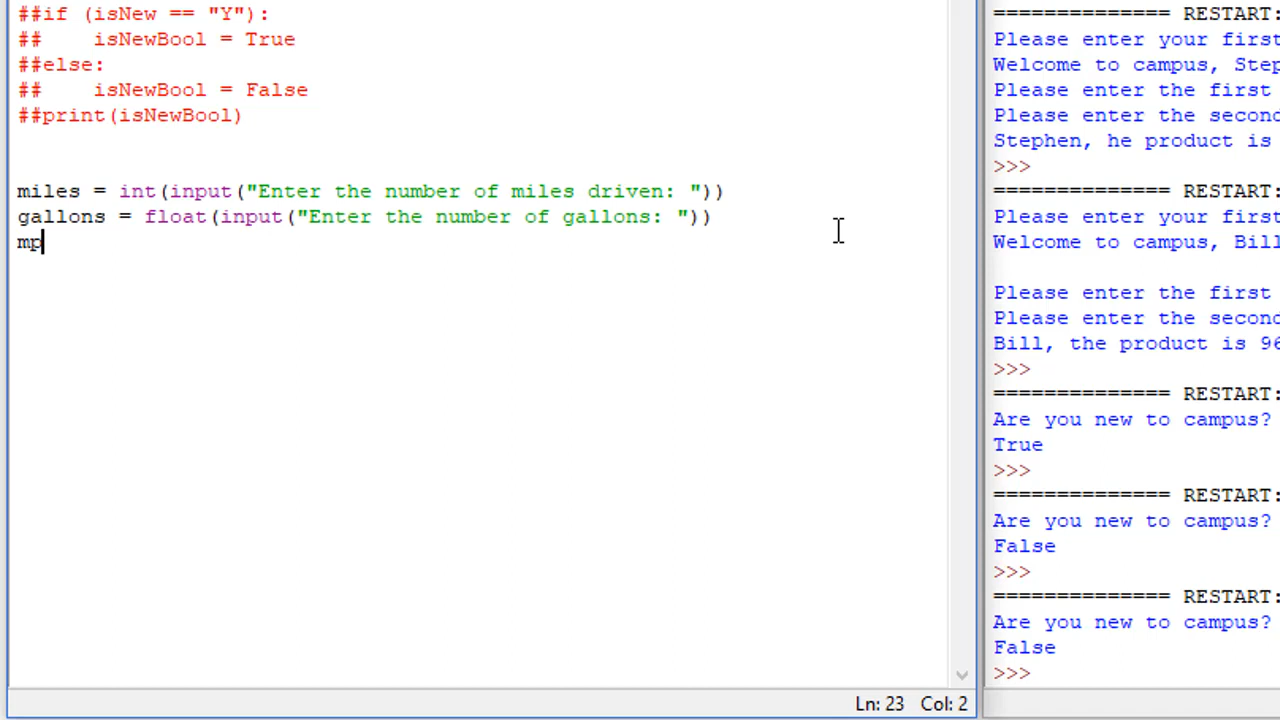 ##if (isNew == "Y"):
##    isNewBool = True
##else:
##    isNewBool = False
##print(isNewBool)
miles = int(input("Enter the number of miles driven: "))
gallons = float(input("Enter the number of gallons: "))
mp
Ln: 23 Col: 2
============== RESTART:
Please enter your first
Welcome to campus, Step
Please enter the first
Please enter the second
Stephen, he product is
>>>
============== RESTART:
Please enter your first
Welcome to campus, Bill
Please enter the first
Please enter the second
Bill, the product is 96
>>>
============== RESTART:
Are you new to campus?
True
>>>
============== RESTART:
Are you new to campus?
False
>>>
============== RESTART:
Are you new to campus?
False
>>>